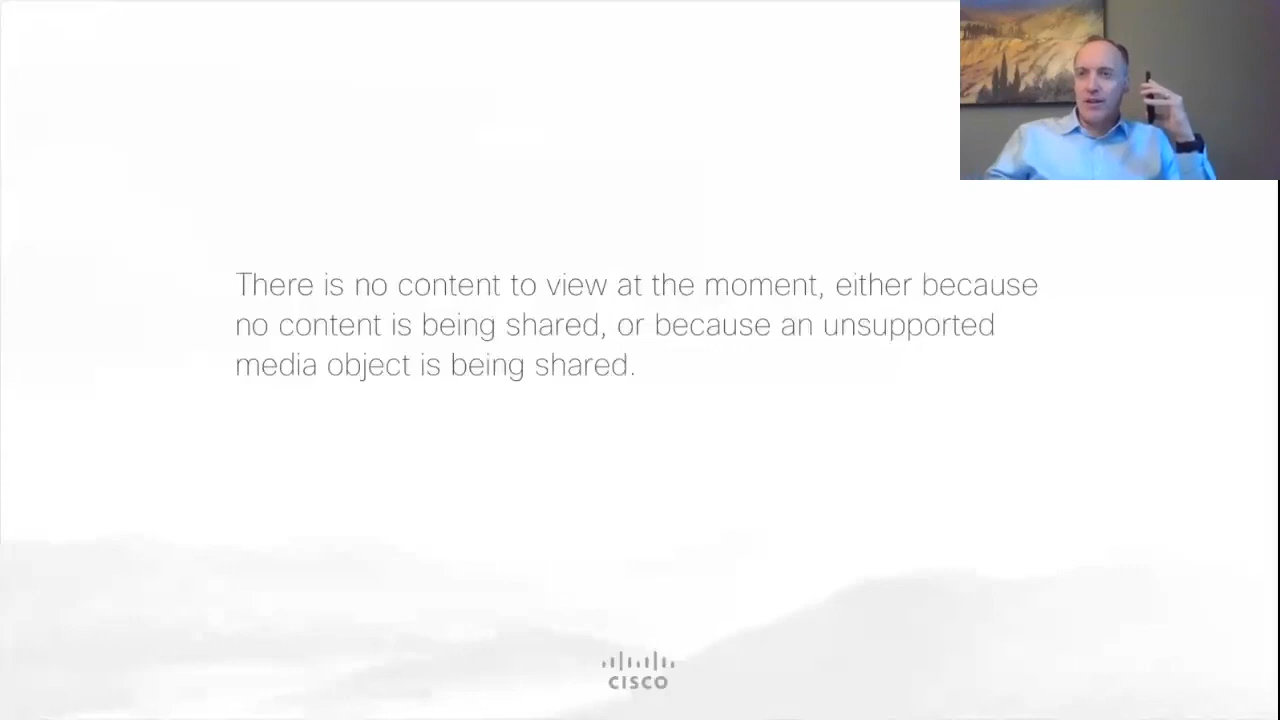 There is no content to view at the moment, either because
no content is being shared, or because an unsupported
media object is being shared.
CISCO